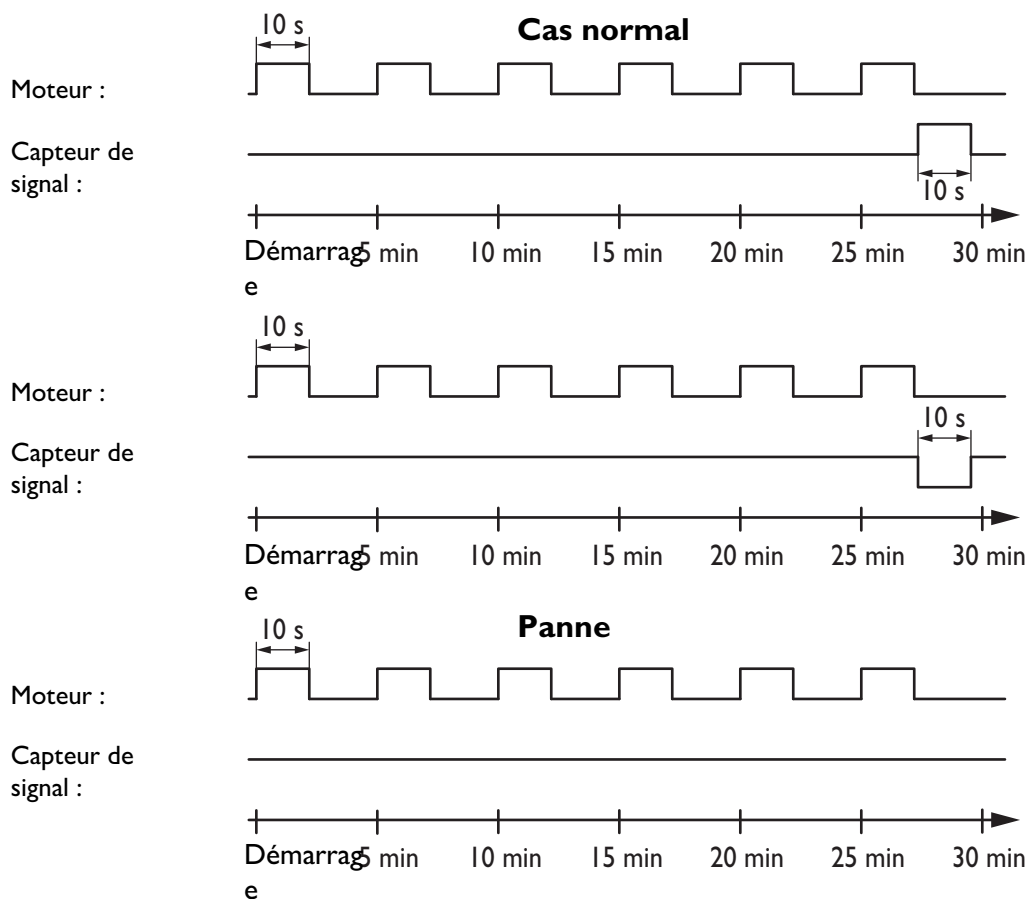 10 s
Cas normal
Moteur :
Capteur de
signal :
10 s
Démarrag
e
5 min
10 min
15 min
20 min
25 min
30 min
10 s
Moteur :
10 s
Capteur de
signal :
Démarrag
e
5 min
10 min
15 min
20 min
25 min
30 min
Panne
10 s
Moteur :
Capteur de
signal :
Démarrag
e
5 min
10 min
15 min
20 min
25 min
30 min